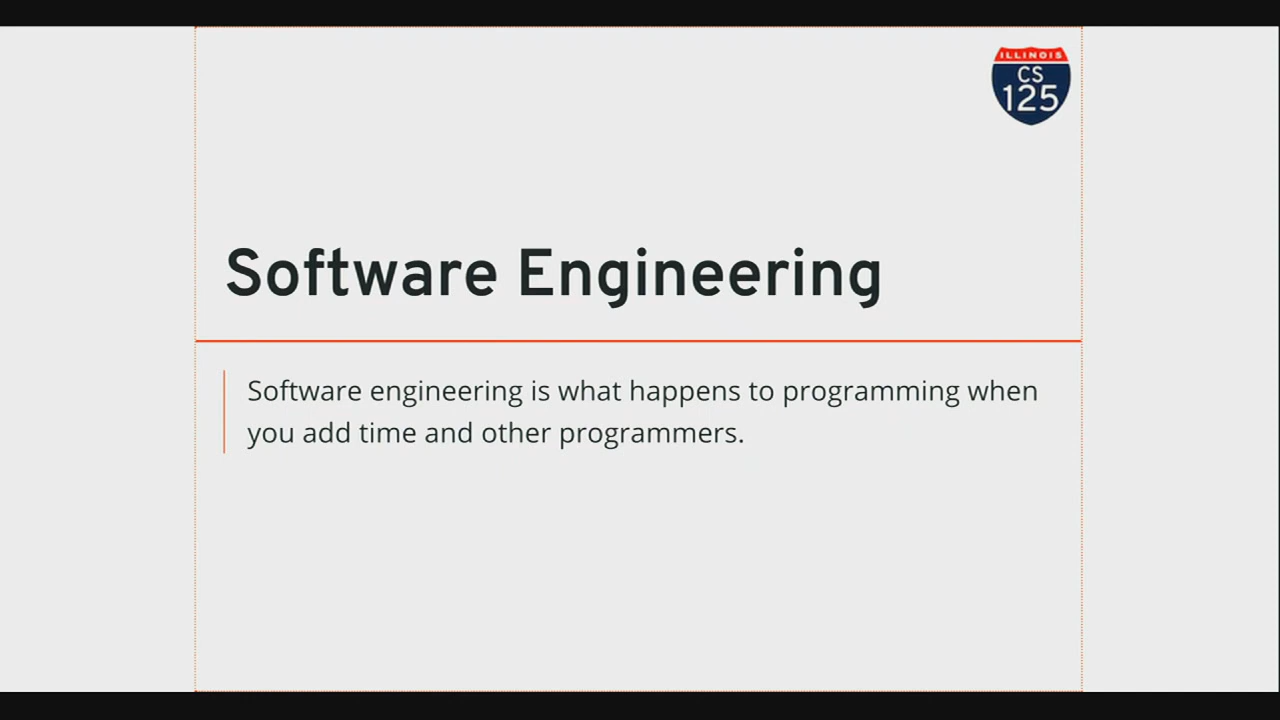 ILLINOIS
CS
125
Software Engineering
Software engineering is what happens to programming when
you add time and other programmers.